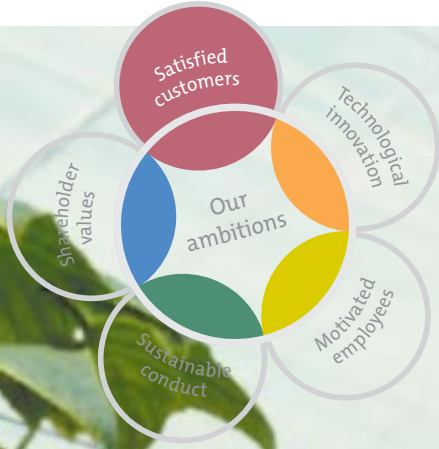 Satisfied
customers
Technological
innovation
Shareholder
values
Our
ambitions
Motivated
employees
Sustainable
conduct